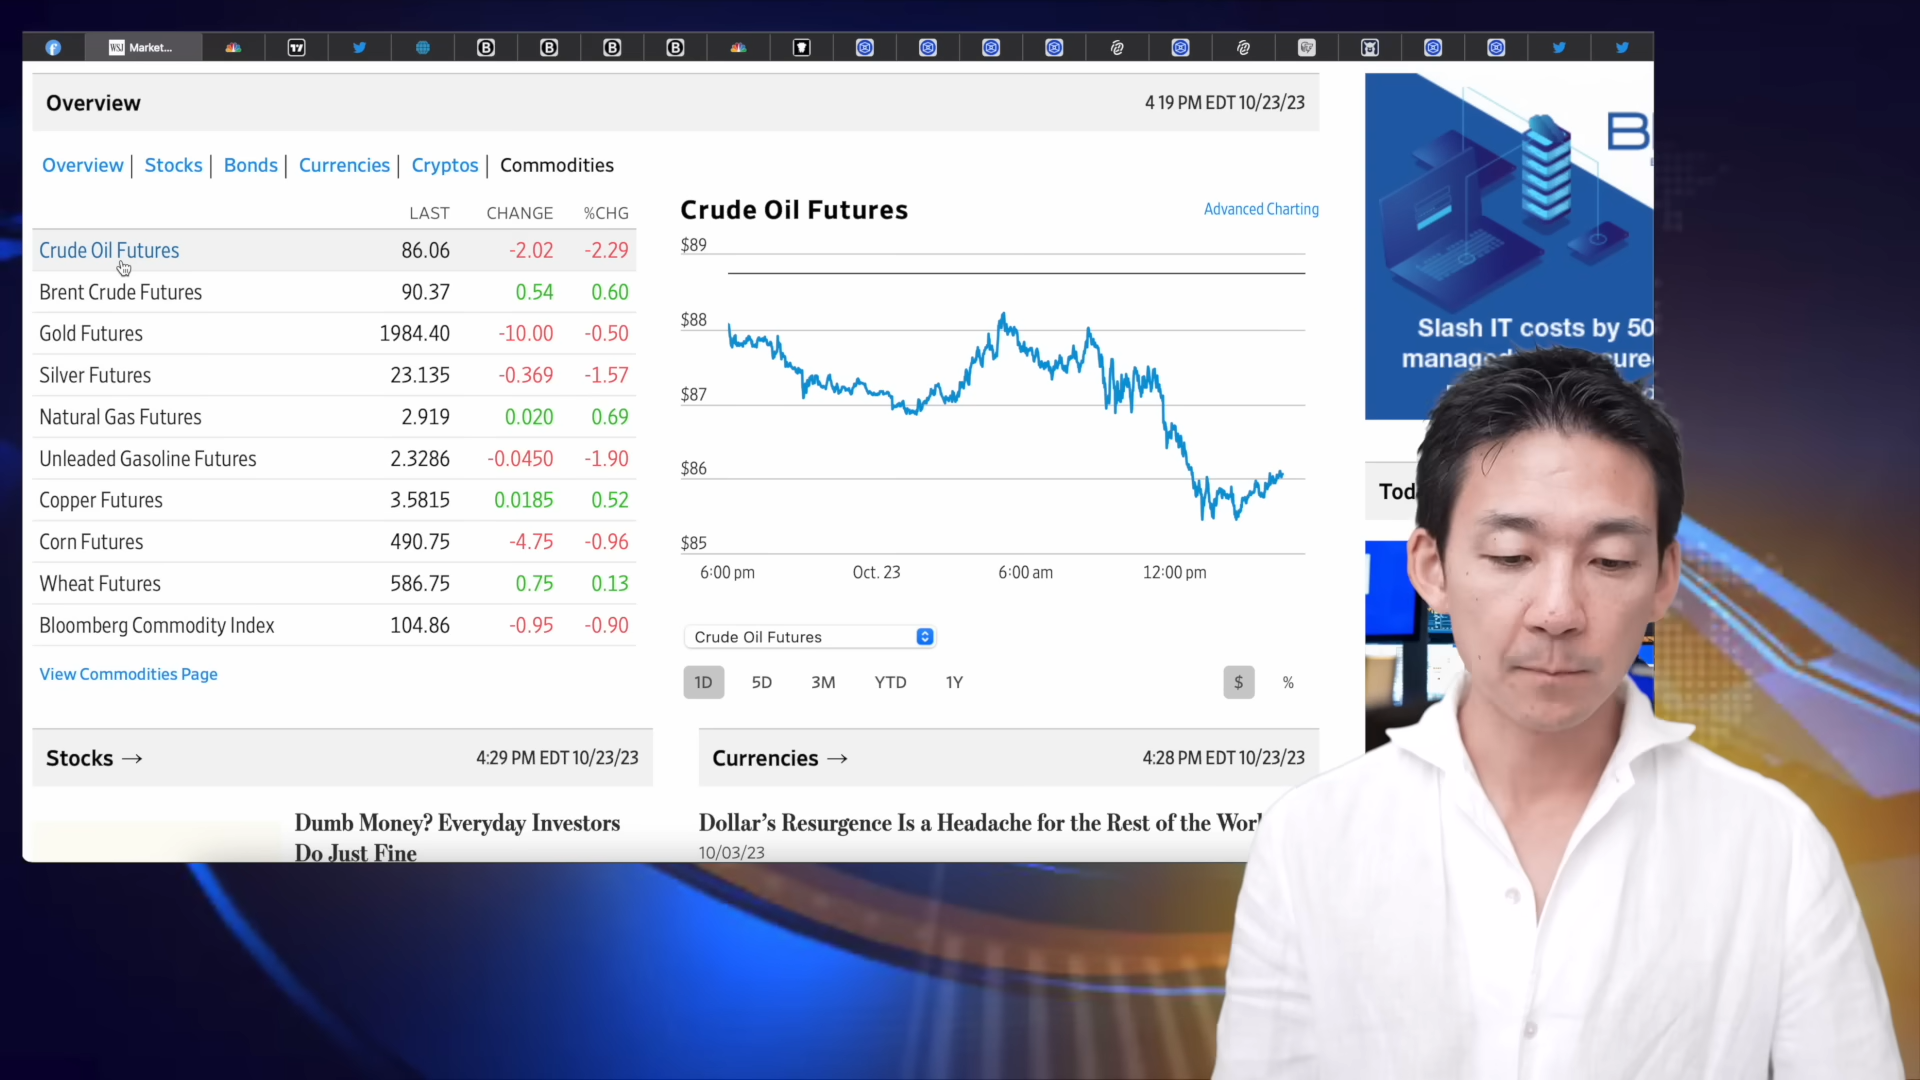 WSJ Market...
Overview
4 19 PM EDT 10/23/23
Overview | Stocks | Bonds | Currencies | Cryptos | Commodities
LAST CHANGE %CHG
Crude Oil Futures 86.06 -2.02 -2.29
Brent Crude Futures 90.37 0.54 0.60
Gold Futures 1984.40 -10.00 -0.50
Silver Futures 23.135 -0.369 -1.57
Natural Gas Futures 2.919 0.020 0.69
Unleaded Gasoline Futures 2.3286 -0.0450 -1.90
Copper Futures 3.5815 0.0185 0.52
Corn Futures 490.75 -4.75 -0.96
Wheat Futures 586.75 0.75 0.13
Bloomberg Commodity Index 104.86 -0.95 -0.90
View Commodities Page
Crude Oil Futures
Advanced Charting
$89
$88
$87
$86
$85
6:00 pm Oct. 23 6:00 am 12:00 pm
Crude Oil Futures
1D 5D 3M YTD 1Y $ %
Slash IT costs by 50
Stocks →
4:29 PM EDT 10/23/23
Dumb Money? Everyday Investors
Do Just Fine
Currencies →
4:28 PM EDT 10/23/23
Dollar's Resurgence Is a Headache for the Rest of the
10/03/23